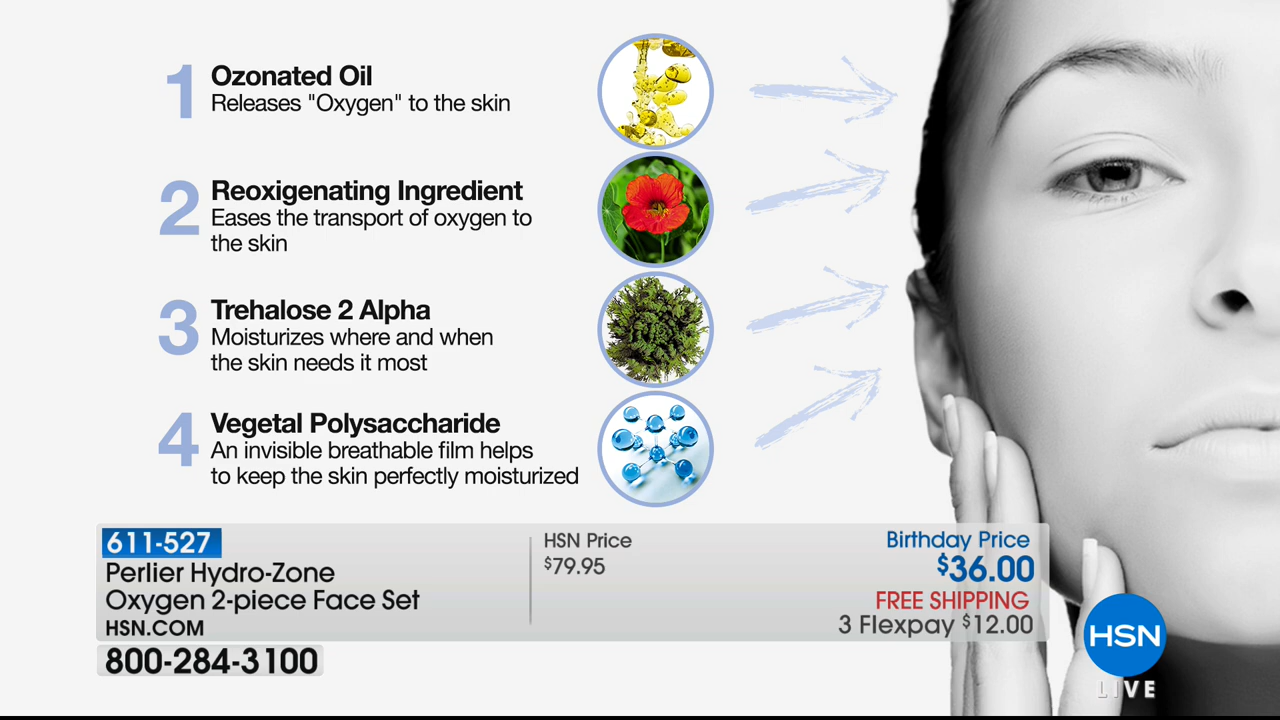 1
Ozonated Oil
Releases "Oxygen" to the skin
2
Reoxigenating Ingredient
Eases the transport of oxygen to
the skin
3
Trehalose 2 Alpha
Moisturizes where and when
the skin needs it most
4
Vegetal Polysaccharide
An invisible breathable film helps
to keep the skin perfectly moisturized
611-527
Perlier Hydro-Zone
Oxygen 2-piece Face Set
HSN.COM
800-284-3100
HSN Price
$79.95
Birthday Price
$36.00
FREE SHIPPING
3 Flexpay $12.00
HSN
LIVE